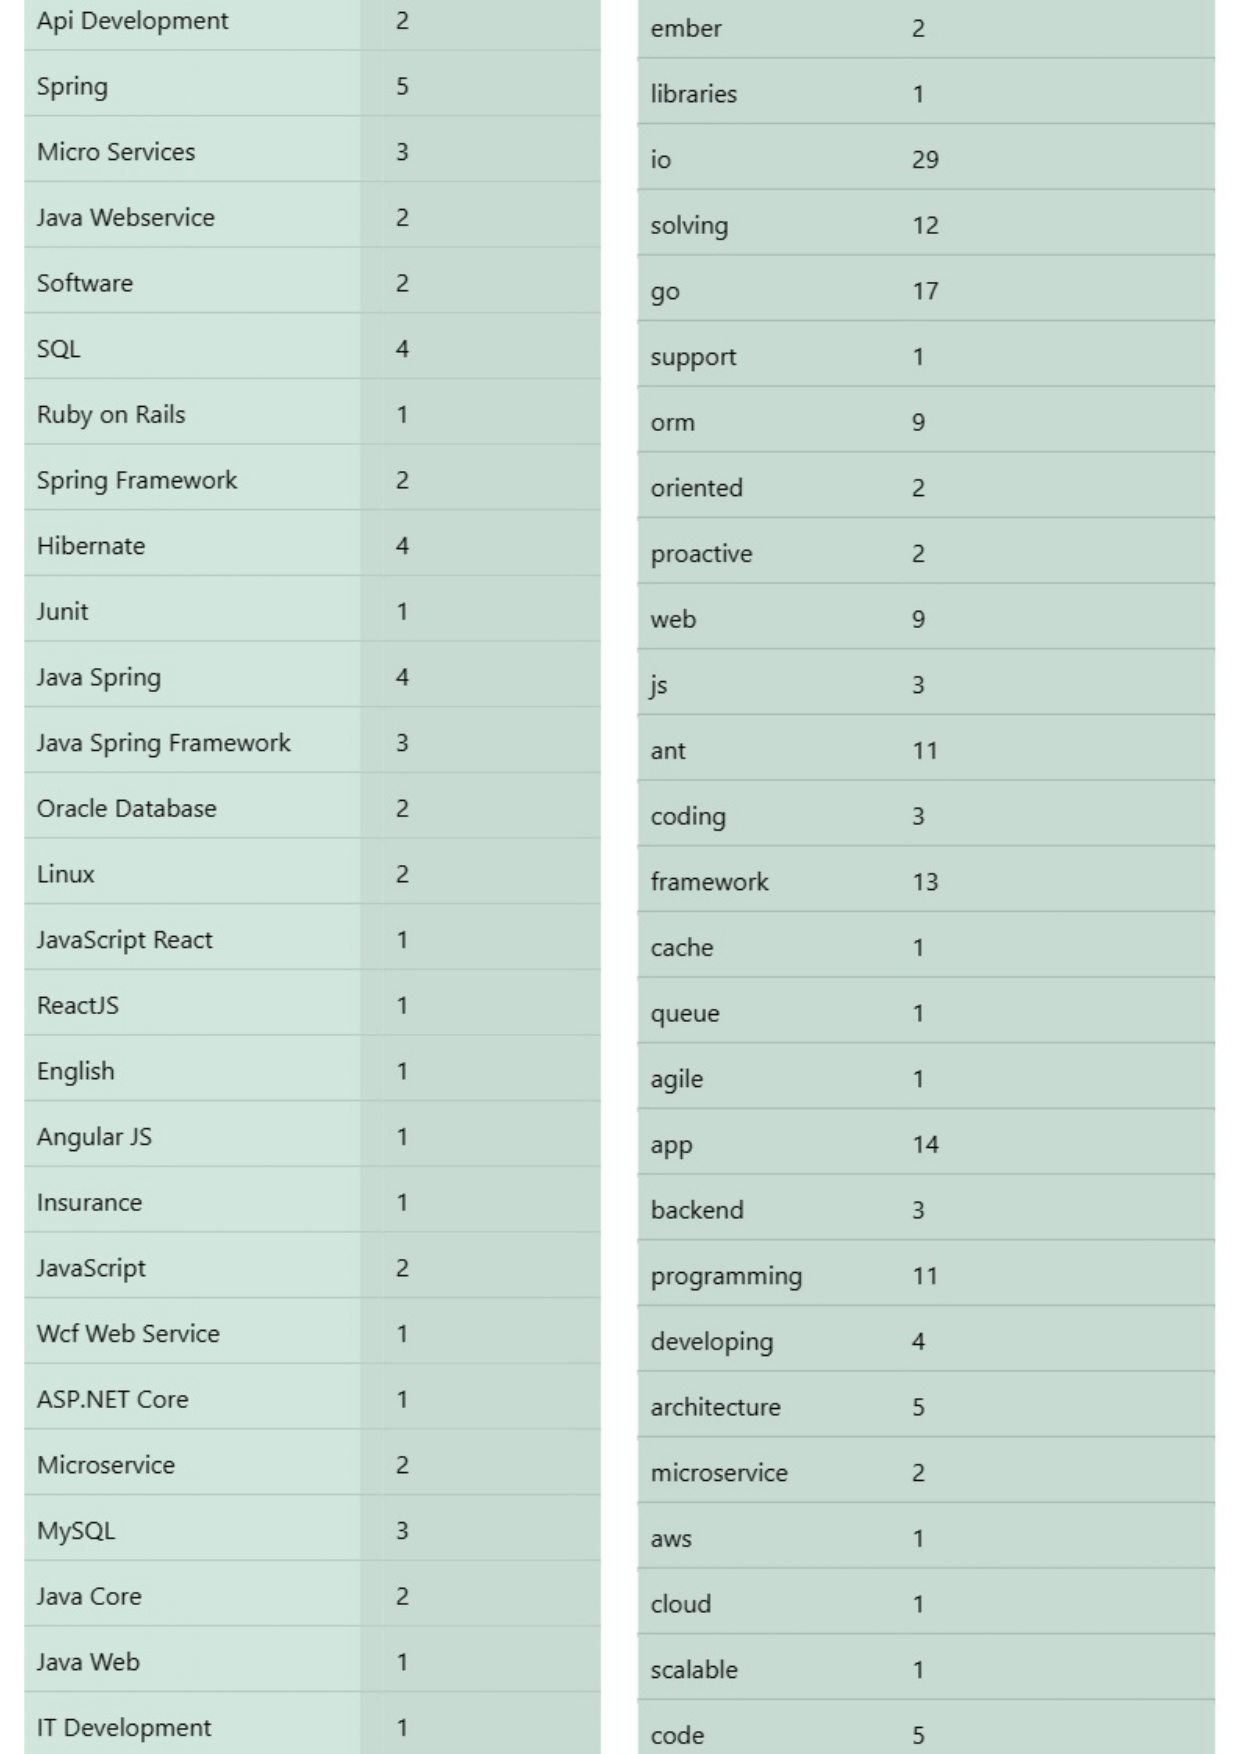 Api Development 2
Spring 5
Micro Services 3
Java Webservice 2
Software 2
SQL 4
Ruby on Rails 1
Spring Framework 2
Hibernate 4
Junit 1
Java Spring 4
Java Spring Framework 3
Oracle Database 2
Linux 2
JavaScript React 1
ReactJS 1
English 1
Angular JS 1
Insurance 1
JavaScript 2
Wcf Web Service 1
ASP.NET Core 1
Microservice 2
MySQL 3
Java Core 2
Java Web 1
IT Development 1
ember 2
libraries 1
io 29
solving 12
go 17
support 1
orm 9
oriented 2
proactive 2
web 9
js 3
ant 11
coding 3
framework 13
cache 1
queue 1
agile 1
app 14
backend 3
programming 11
developing 4
architecture 5
microservice 2
aws 1
cloud 1
scalable 1
code 5